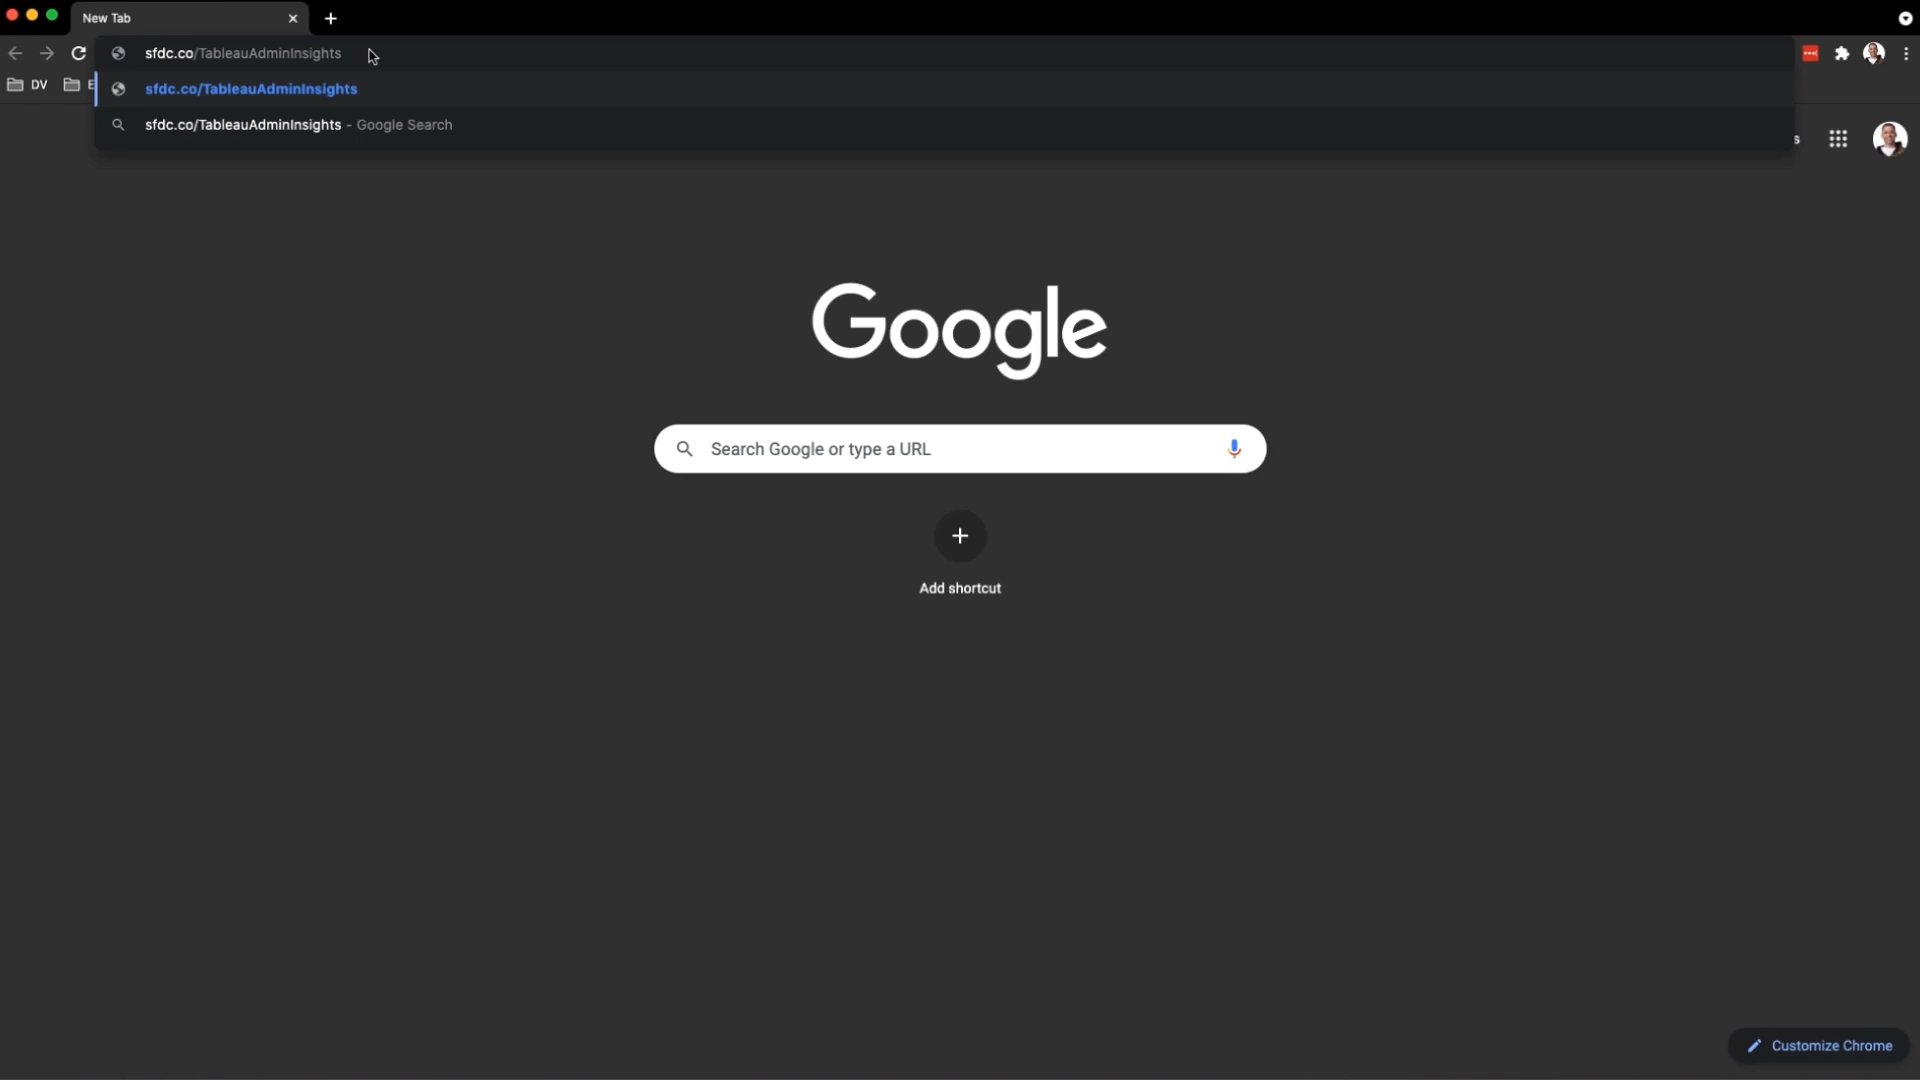 New Tab
sfdc.co/TableauAdminInsights
DV
E
sfdc.co/TableauAdminInsights
sfdc.co/TableauAdminInsights - Google Search
s
Google
Search Google or type a URL
Add shortcut
Customize Chrome